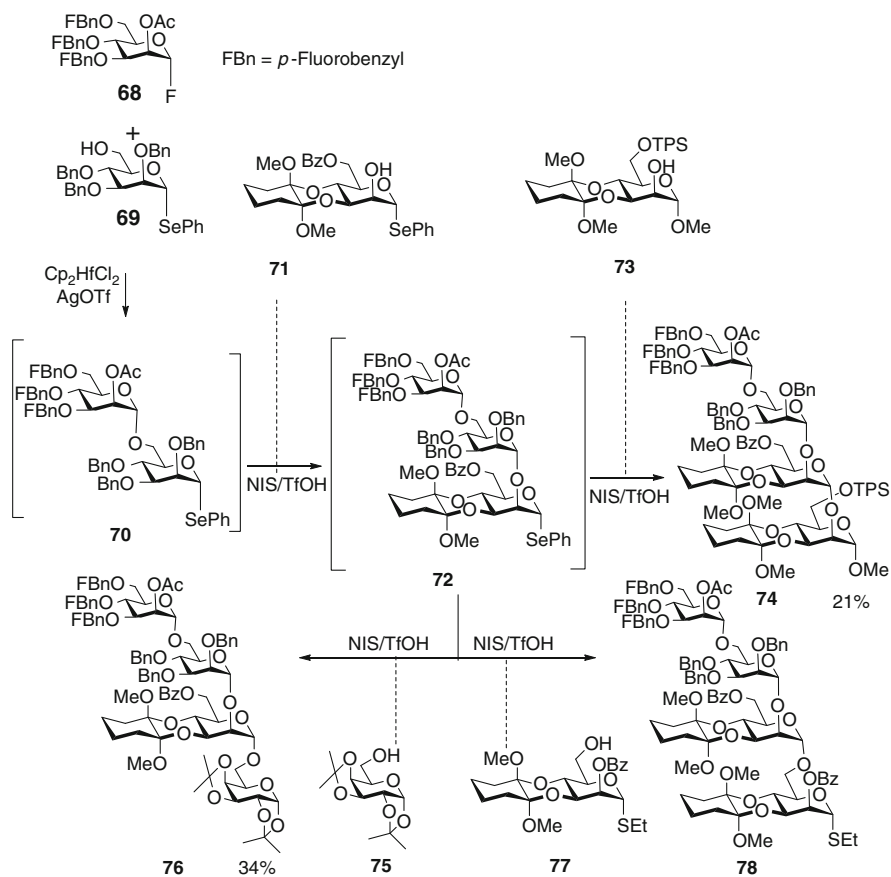 FBnO
OAc
FBnO
O
FBnO
F
68
FBn = p-Fluorobenzyl
+
HO
OBn
BnO
O
BnO
SePh
69
MeO
BzO
OH
O
O
O
OMe
SePh
71
OTPS
MeO
OH
O
O
O
OMe
OMe
73
Cp2HfCl2
AgOTf
FBnO
OAc
FBnO
O
FBnO
O
OBn
BnO
O
BnO
SePh
70
NIS/TfOH
FBnO
OAc
FBnO
O
FBnO
O
OBn
BnO
O
BnO
MeO
BzO
O
O
O
O
OMe
SePh
72
NIS/TfOH
FBnO
OAc
FBnO
O
FBnO
O
OBn
BnO
O
BnO
BzO
O
MeO
O
O
O
MeO
OMe
O
OTPS
O
O
O
OMe
OMe
74
21%
NIS/TfOH
NIS/TfOH
FBnO
OAc
FBnO
O
FBnO
O
OBn
BnO
O
BnO
MeO
BzO
O
O
O
O
OMe
O
O
O
O
O
O
76
34%
OH
O
O
O
O
O
75
MeO
OH
OBz
O
O
O
OMe
SEt
77
FBnO
OAc
FBnO
O
FBnO
O
OBn
BnO
O
BnO
BzO
O
MeO
O
O
O
MeO
OMe
O
OBz
O
O
O
OMe
SEt
78